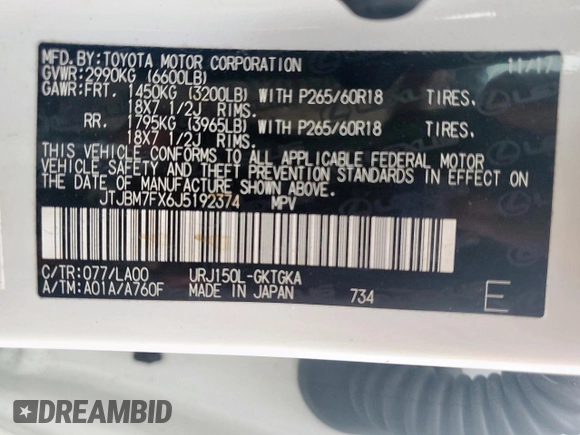 MFD.BY:TOYOTA MOTOR CORPORATION 11/17
GVWR:2990KG (6600LB)
GAWR:FRT. 1450KG (3200LB) WITH P265/60R18 TIRES.
18X7 1/2J RIMS.
RR. 1795KG (3965LB) WITH P265/60R18 TIRES.
18X7 1/2J RIMS.
THIS VEHICLE CONFORMS TO ALL APPLICABLE FEDERAL MOTOR
VEHICLE SAFETY AND THEFT PREVENTION STANDARDS IN EFFECT
ON THE DATE OF MANUFACTURE SHOWN ABOVE.
JTJBM7FX6J5192374 MPV
C/TR:077/LA00 URJ150L-GKTGKA
A/TM:A01A/A760F MADE IN JAPAN 734 E
DREAMBID